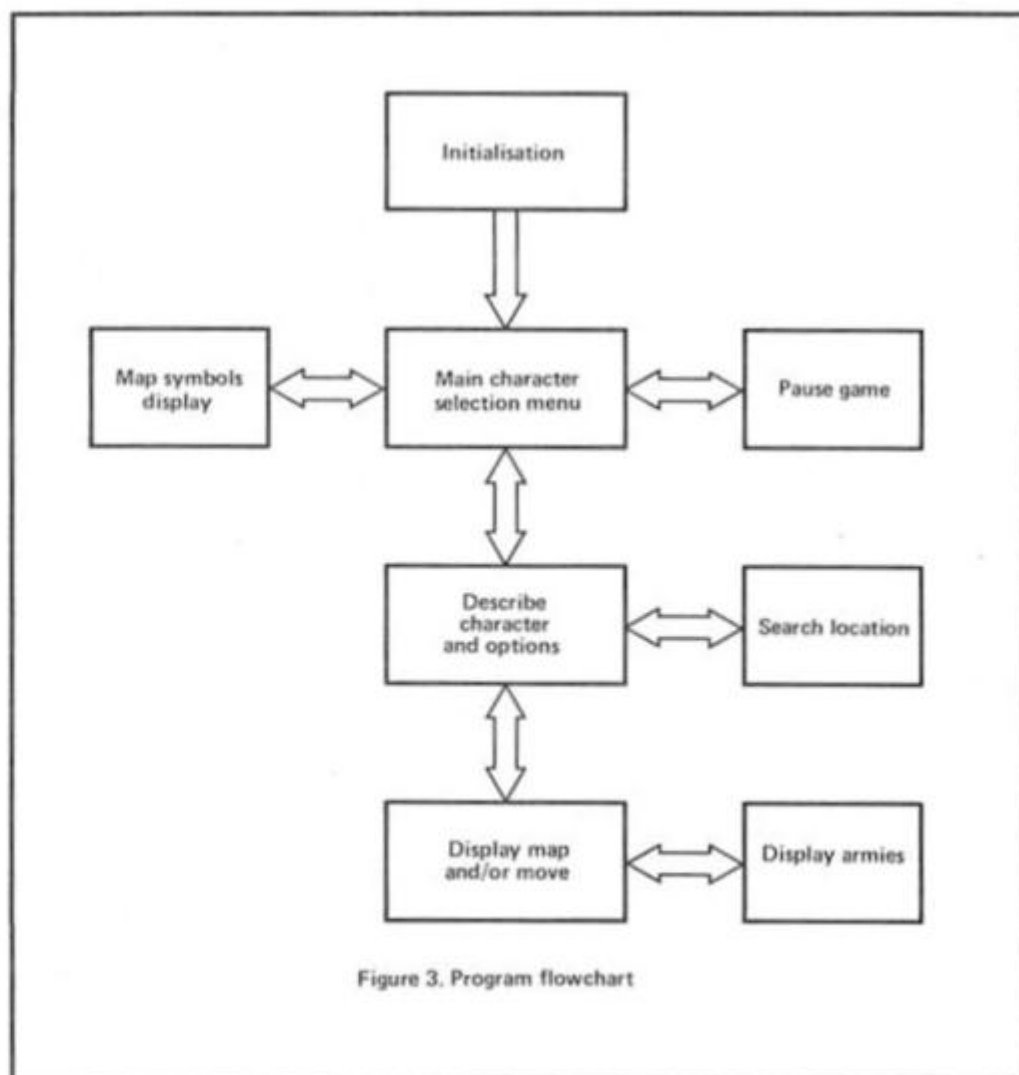 Initialisation
Map symbols
display
Main character
selection menu
Pause game
Describe
character
and options
Search location
Display map
and/or move
Display armies
Figure 3. Program flowchart